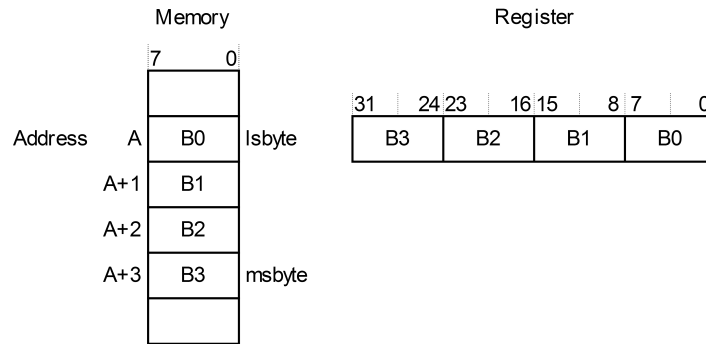 Memory Register
7 0
31 24 23 16 15 8 7 0
Address A B0 lsbyte B3 B2 B1 B0
A+1 B1
A+2 B2
A+3 B3 msbyte